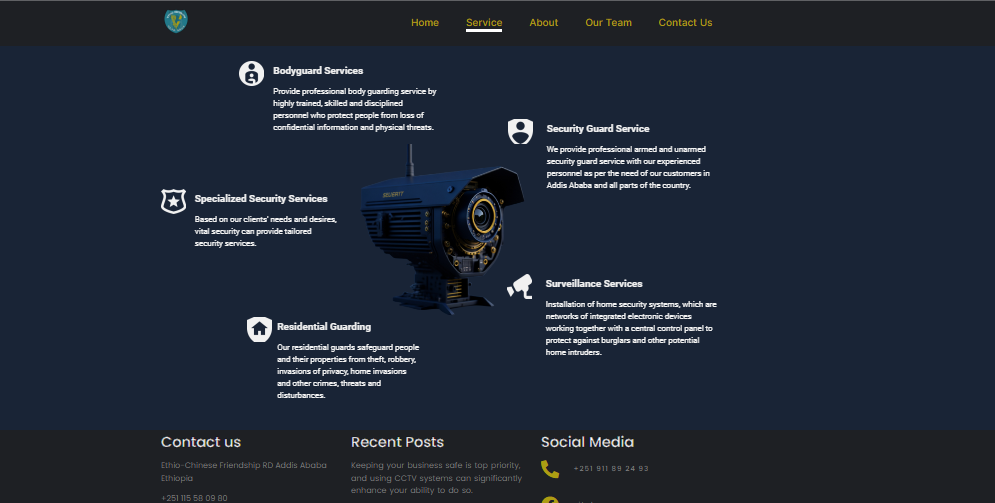 Home Service About Our Team Contact Us
Bodyguard Services
Provide professional body guarding service by
highly trained, skilled and disciplined
personnel who protect people from loss of
confidential information and physical threats.
Security Guard Service
We provide professional armed and unarmed
security guard service with our experienced
personnel as per the need of our customers in
Addis Ababa and all parts of the country.
Specialized Security Services
Based on our clients' needs and desires,
vital security can provide tailored
security services.
Surveillance Services
Installation of home security systems, which are
networks of integrated electronic devices
working together with a central control panel to
protect against burglars and other potential
home intruders.
Residential Guarding
Our residential guards safeguard people
and their properties from theft, robbery,
invasions of privacy, home invasions
and other crimes, threats and
disturbances.
Contact us
Ethio-Chinese Friendship RD Addis Ababa
Ethiopia
+251 115 58 09 80
Recent Posts
Keeping your business safe is top priority,
and using CCTV systems can significantly
enhance your ability to do so.
Social Media
+251 911 89 24 93